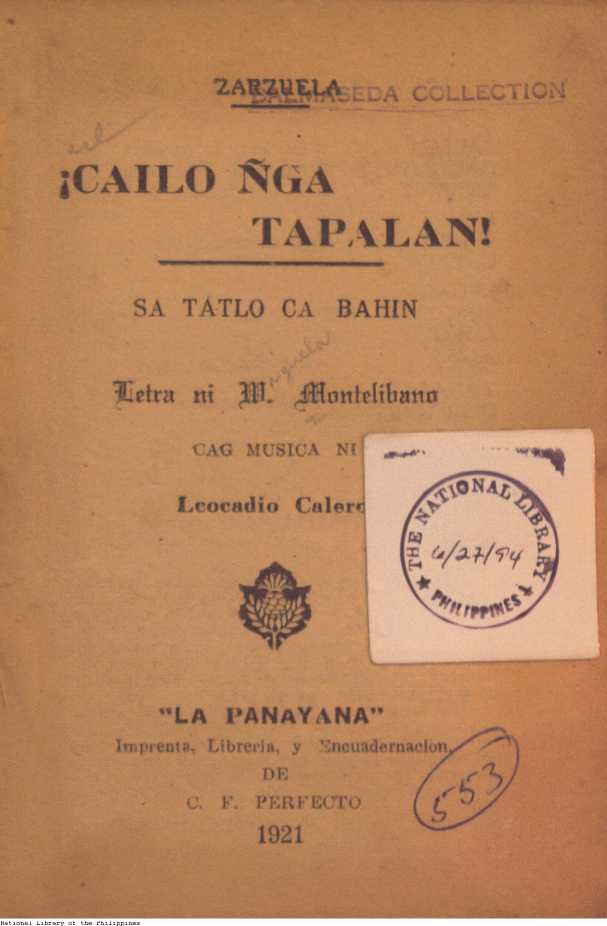 ZARZUELA
BALMASEDA COLLECTION
¡CAILO ÑGA
TAPALAN!
SA TATLO CA BAHIN
Letra ni W. Montelibano
CAG MUSICA NI
Leocadio Calero
THE NATIONAL LIBRARY
6/27/94
PHILIPPINES
"LA PANAYANA"
Imprenta, Libreria, y Encuadernacion,
DE
C. F. PERFECTO
1921
553
National Library of the Philippines